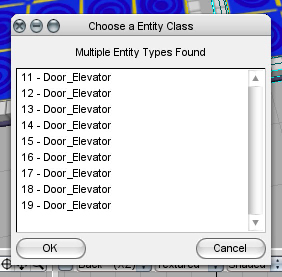 Choose a Entity Class
Multiple Entity Types Found
11 - Door_Elevator
12 - Door_Elevator
13 - Door_Elevator
14 - Door_Elevator
15 - Door_Elevator
16 - Door_Elevator
17 - Door_Elevator
18 - Door_Elevator
19 - Door_Elevator
OK Cancel
Back (XZ) Textured Shaded